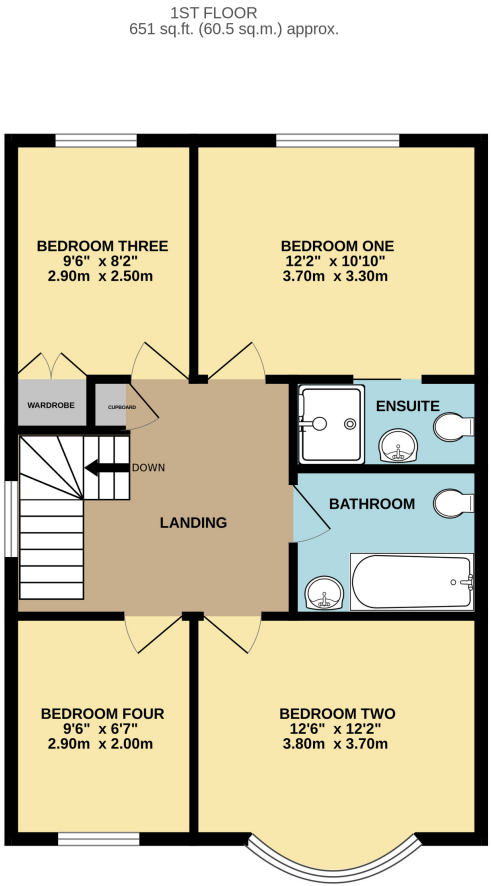 1ST FLOOR
651 sq.ft. (60.5 sq.m.) approx.
BEDROOM THREE
9'6"  x 8'2"
2.90m  x 2.50m
BEDROOM ONE
12'2"  x 10'10"
3.70m  x 3.30m
WARDROBE
CUPBOARD
ENSUITE
DOWN
BATHROOM
LANDING
BEDROOM FOUR
9'6"  x 6'7"
2.90m  x 2.00m
BEDROOM TWO
12'6"  x 12'2"
3.80m  x 3.70m